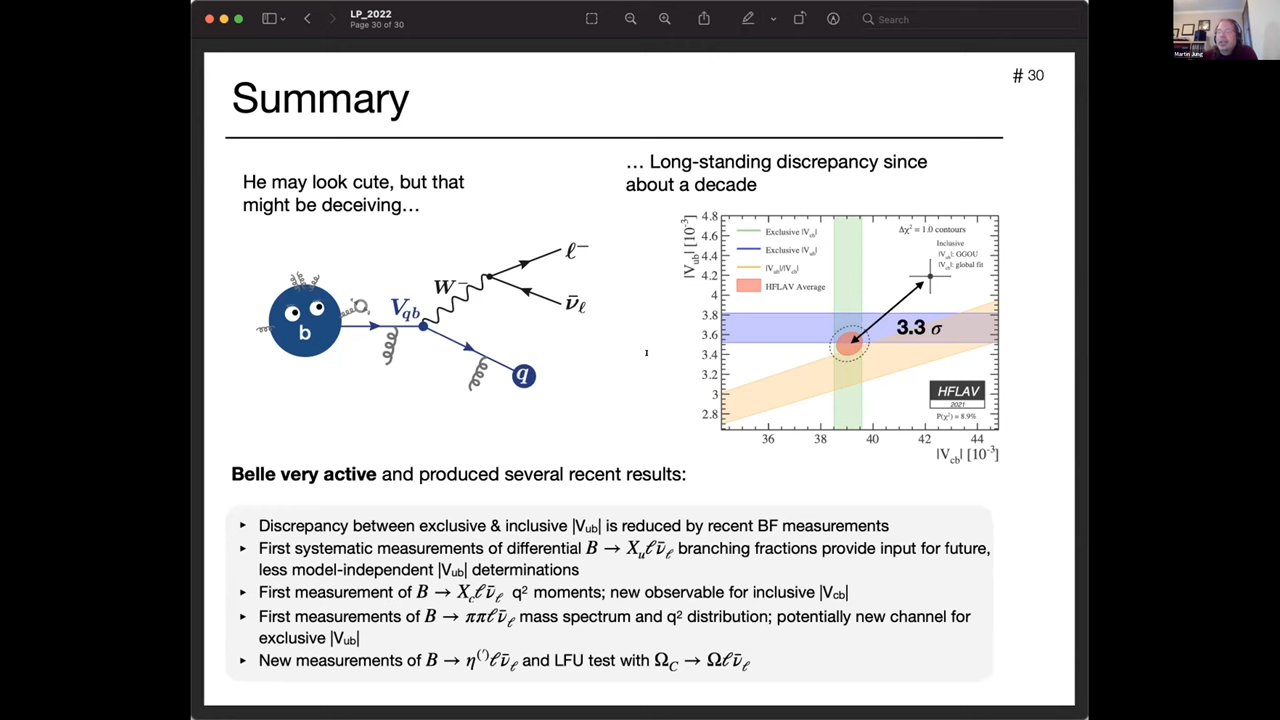 LP_2022
Page 30 of 30
Search
Martin Jung
# 30
Summary
He may look cute, but that
might be deceiving…
… Long-standing discrepancy since
about a decade
b
V_qb
W⁻
ℓ⁻
ν̄_ℓ
q
|V_ub| [10⁻³]
4.8
4.6
4.4
4.2
4
3.8
3.6
3.4
3.2
3
2.8
Exclusive |V_cb|
Exclusive |V_ub|
|V_ub|/|V_cb|
HFLAV Average
Δχ² = 1.0 contours
Inclusive
|V_ub|: GGOU
|V_cb|: global fit
3.3 σ
HFLAV
2021
P(χ²) = 8.9%
36 38 40 42 44
|V_cb| [10⁻³]
Belle very active and produced several recent results:
‣ Discrepancy between exclusive & inclusive |V_ub| is reduced by recent BF measurements
‣ First systematic measurements of differential B → X_u ℓ ν̄_ℓ branching fractions provide input for future,
less model-independent |V_ub| determinations
‣ First measurement of B → X_c ℓ ν̄_ℓ q² moments; new observable for inclusive |V_cb|
‣ First measurements of B → ππℓν̄_ℓ mass spectrum and q² distribution; potentially new channel for
exclusive |V_ub|
‣ New measurements of B → η⁽′⁾ℓν̄_ℓ and LFU test with Ω_C → Ωℓν̄_ℓ